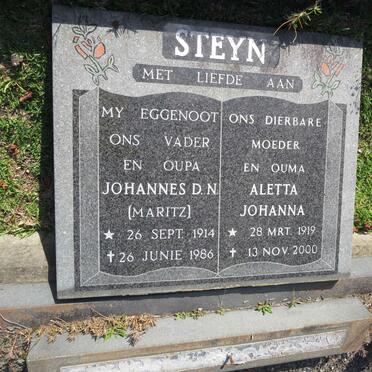 STEYN
MET LIEFDE AAN
MY EGGENOOT
ONS VADER
EN OUPA
JOHANNES D.N.
(MARITZ)
★ 26 SEPT. 1914
✝ 26 JUNIE 1986
ONS DIERBARE
MOEDER
EN OUMA
ALETTA
JOHANNA
★ 28 MRT. 1919
✝ 13 NOV. 2000